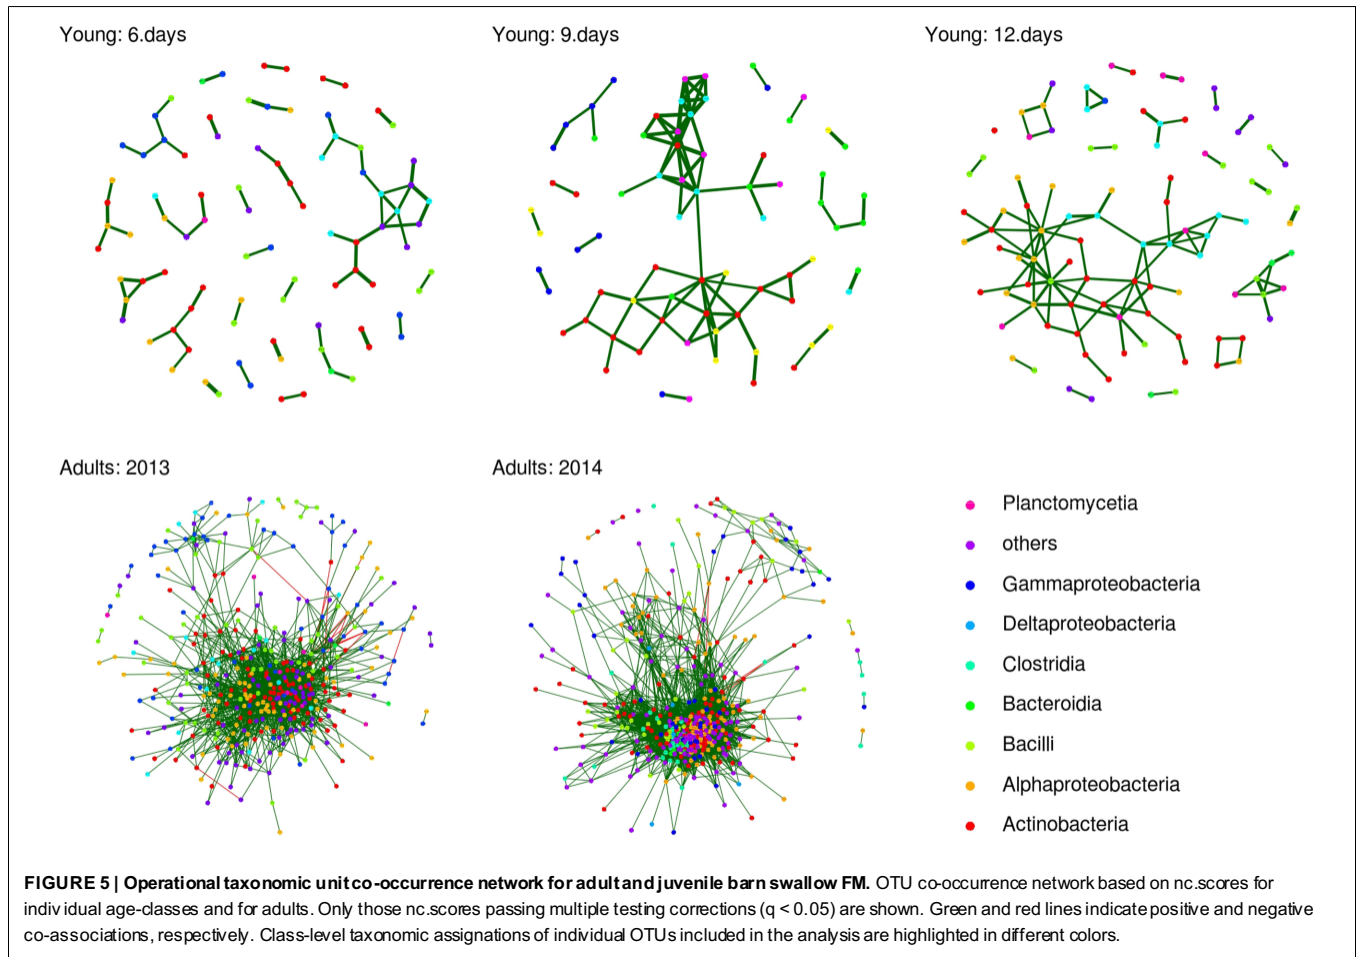 Young: 6.days
Young: 9.days
Young: 12.days
Adults: 2013
Adults: 2014
Planctomycetia
others
Gammaproteobacteria
Deltaproteobacteria
Clostridia
Bacteroidia
Bacilli
Alphaproteobacteria
Actinobacteria
FIGURE 5 | Operational taxonomic unit co-occurrence network for adult and juvenile barn swallow FM. OTU co-occurrence network based on nc.scores for
individual age-classes and for adults. Only those nc.scores passing multiple testing corrections (q < 0.05) are shown. Green and red lines indicate positive and negative
co-associations, respectively. Class-level taxonomic assignations of individual OTUs included in the analysis are highlighted in different colors.